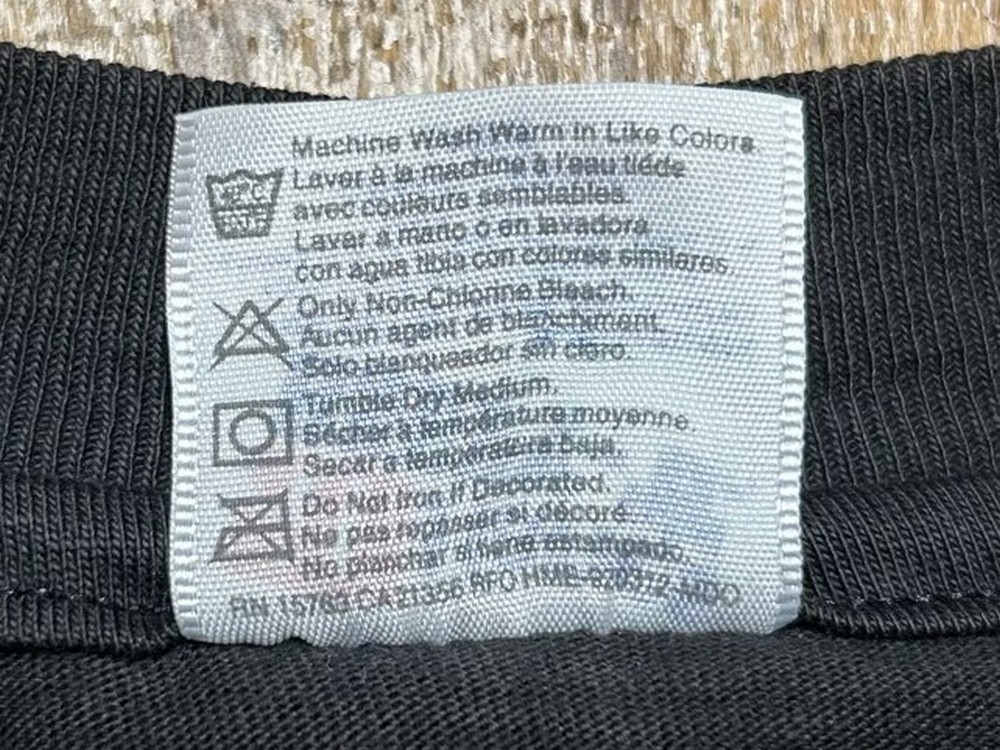 Machine Wash Warm in Like Colors.
Laver à la machine à l'eau tiéde
avec couleurs semblables.
Lavar a mano o en lavadora
con agua tibia con colores similares.
Only Non-Chlorine Bleach.
Aucun agent de blanchiment.
Solo blanqueador sin cloro.
Tumble Dry Medium.
Sécher à température moyenne.
Secar a temperatura baja.
Do Not Iron If Decorated.
Ne pas repasser si décoré.
No planchar si tiene estampado.
RN 15763 CA21356 RFO HME-920312-MDO